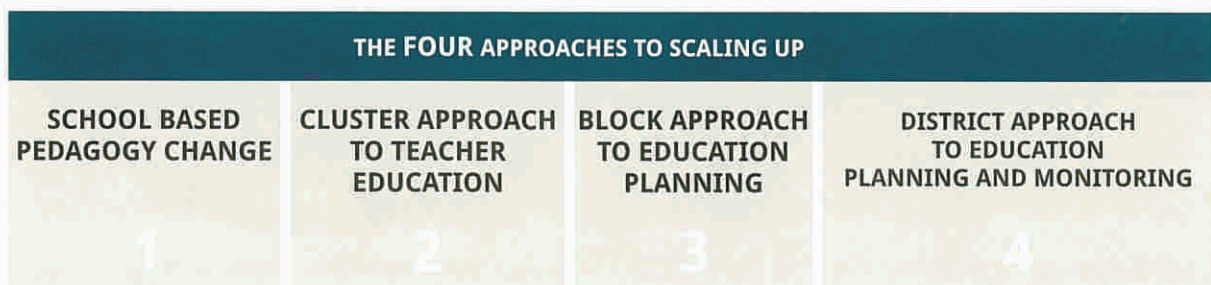 THE FOUR APPROACHES TO SCALING UP
SCHOOL BASED
PEDAGOGY CHANGE
1
CLUSTER APPROACH
TO TEACHER
EDUCATION
2
BLOCK APPROACH
TO EDUCATION
PLANNING
3
DISTRICT APPROACH
TO EDUCATION
PLANNING AND MONITORING
4